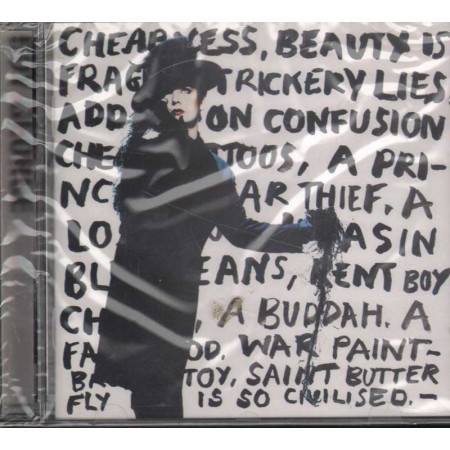 CHEAPNESS, BEAUTY IS
FRAG TRICKERY LIES,
ADD ON CONFUSION
CHE TOOS, A PRI-
NC AR THIEF, A
LO ASIN
BL EANS, RENT BOY
CH , A BUDDAH. A
FA OD. WAR PAINT-
BA TOY, SAINT BUTTER
FLY IS SO CIVILISED. -